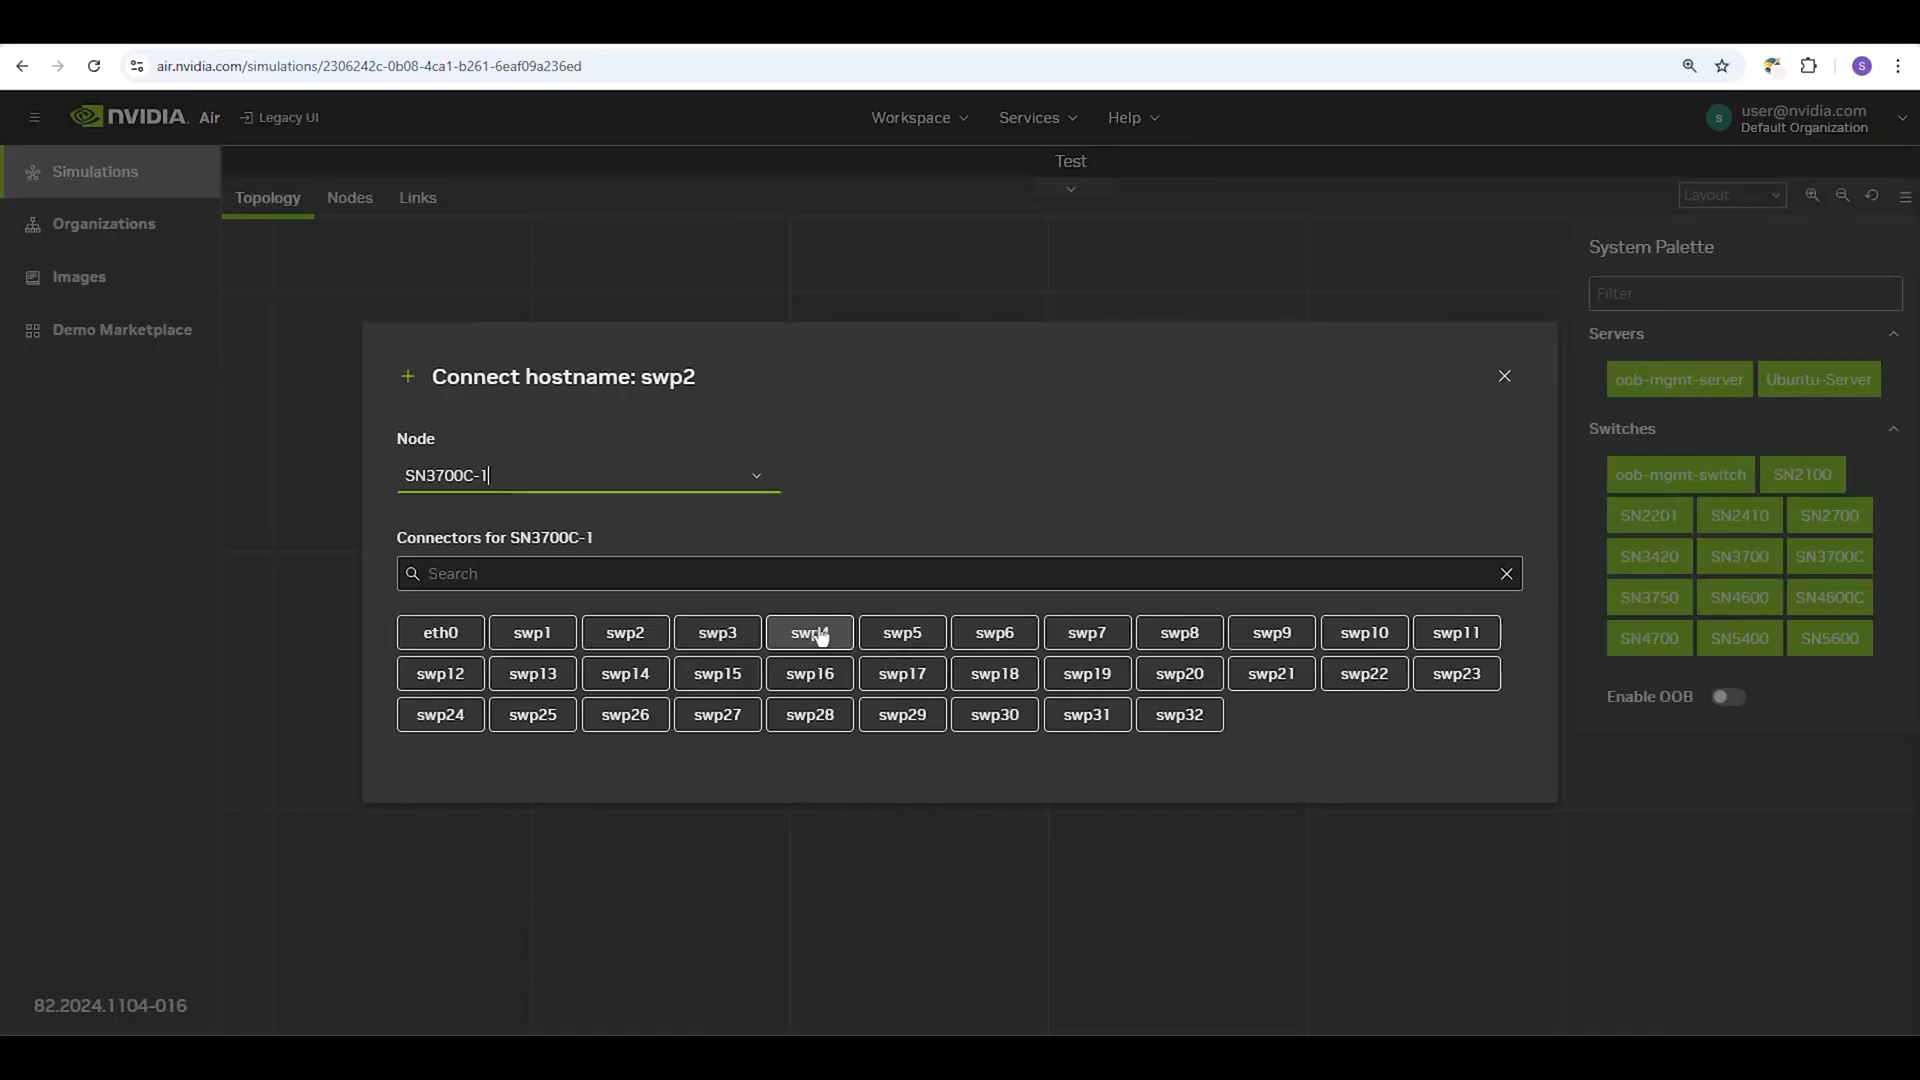 air.nvidia.com/simulations/2306242c-0b08-4ca1-b261-6eaf09a236ed
S
NVIDIA. Air
Legacy UI
Workspace
Services
Help
S
user@nvidia.com
Default Organization
Simulations
Organizations
Images
Demo Marketplace
82.2024.1104-016
Test
Topology
Nodes
Links
Layout
Connect hostname: swp2
Node
SN3700C-1
Connectors for SN3700C-1
Search
eth0 swp1 swp2 swp3 swp4 swp5 swp6 swp7 swp8 swp9 swp10 swp11
swp12 swp13 swp14 swp15 swp16 swp17 swp18 swp19 swp20 swp21 swp22 swp23
swp24 swp25 swp26 swp27 swp28 swp29 swp30 swp31 swp32
System Palette
Filter
Servers
oob-mgmt-server Ubuntu-Server
Switches
oob-mgmt-switch SN2100
SN2201 SN2410 SN2700
SN3420 SN3700 SN3700C
SN3750 SN4600 SN4600C
SN4700 SN5400 SN5600
Enable OOB